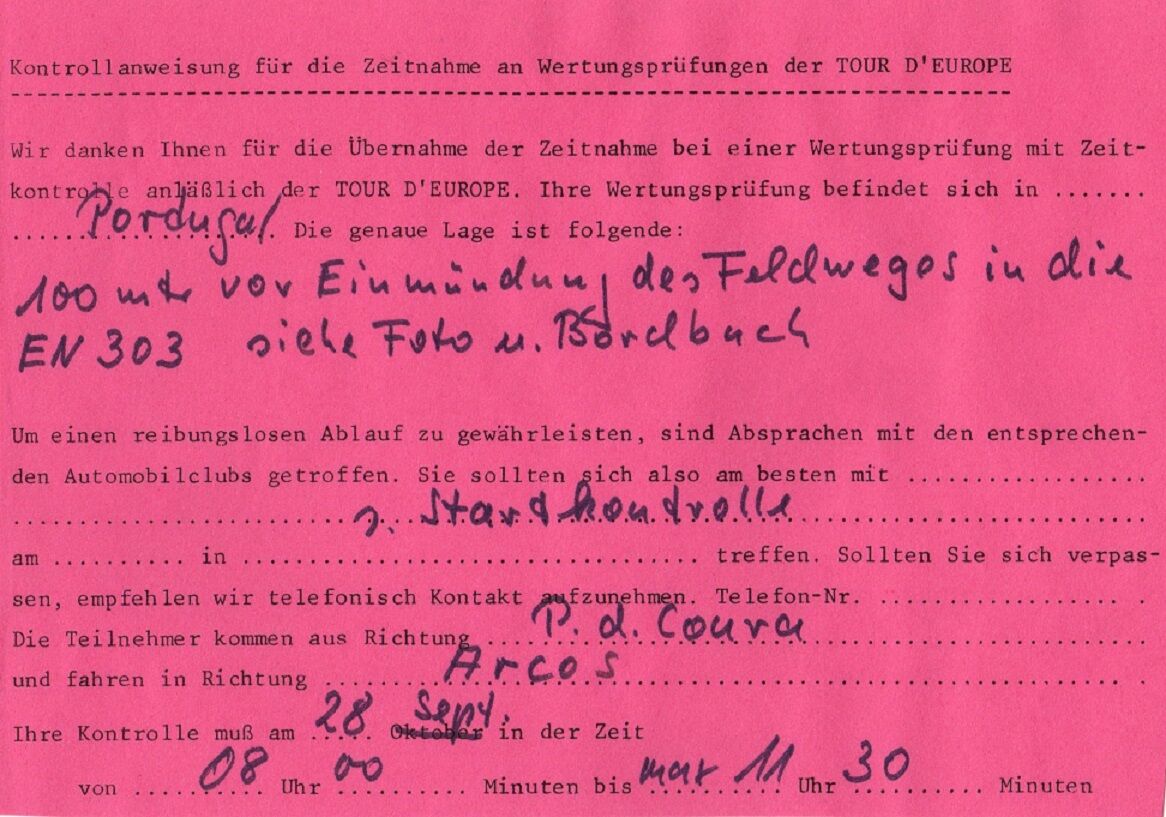 Kontrollanweisung für die Zeitnahme an Wertungsprüfungen der TOUR D'EUROPE
Wir danken Ihnen für die Übernahme der Zeitnahme bei einer Wertungsprüfung mit Zeit-
kontrolle anläßlich der TOUR D'EUROPE. Ihre Wertungsprüfung befindet sich in .......
Pordugal. Die genaue Lage ist folgende:
100 mtr vor Einmündung des Feldweges in die
EN 303 siehe Foto u. Bordbuch
Um einen reibungslosen Ablauf zu gewährleisten, sind Absprachen mit den entsprechen-
den Automobilclubs getroffen. Sie sollten sich also am besten mit ..................
Stardkondrolle
am .......... in ................................... treffen. Sollten Sie sich verpas-
sen, empfehlen wir telefonisch Kontakt aufzunehmen. Telefon-Nr. ....................
Die Teilnehmer kommen aus Richtung P. d. Coura
und fahren in Richtung Arcos
Ihre Kontrolle muß am 28 Oktober Sept. in der Zeit
von 08 Uhr 00 Minuten bis max 11 Uhr 30 Minuten